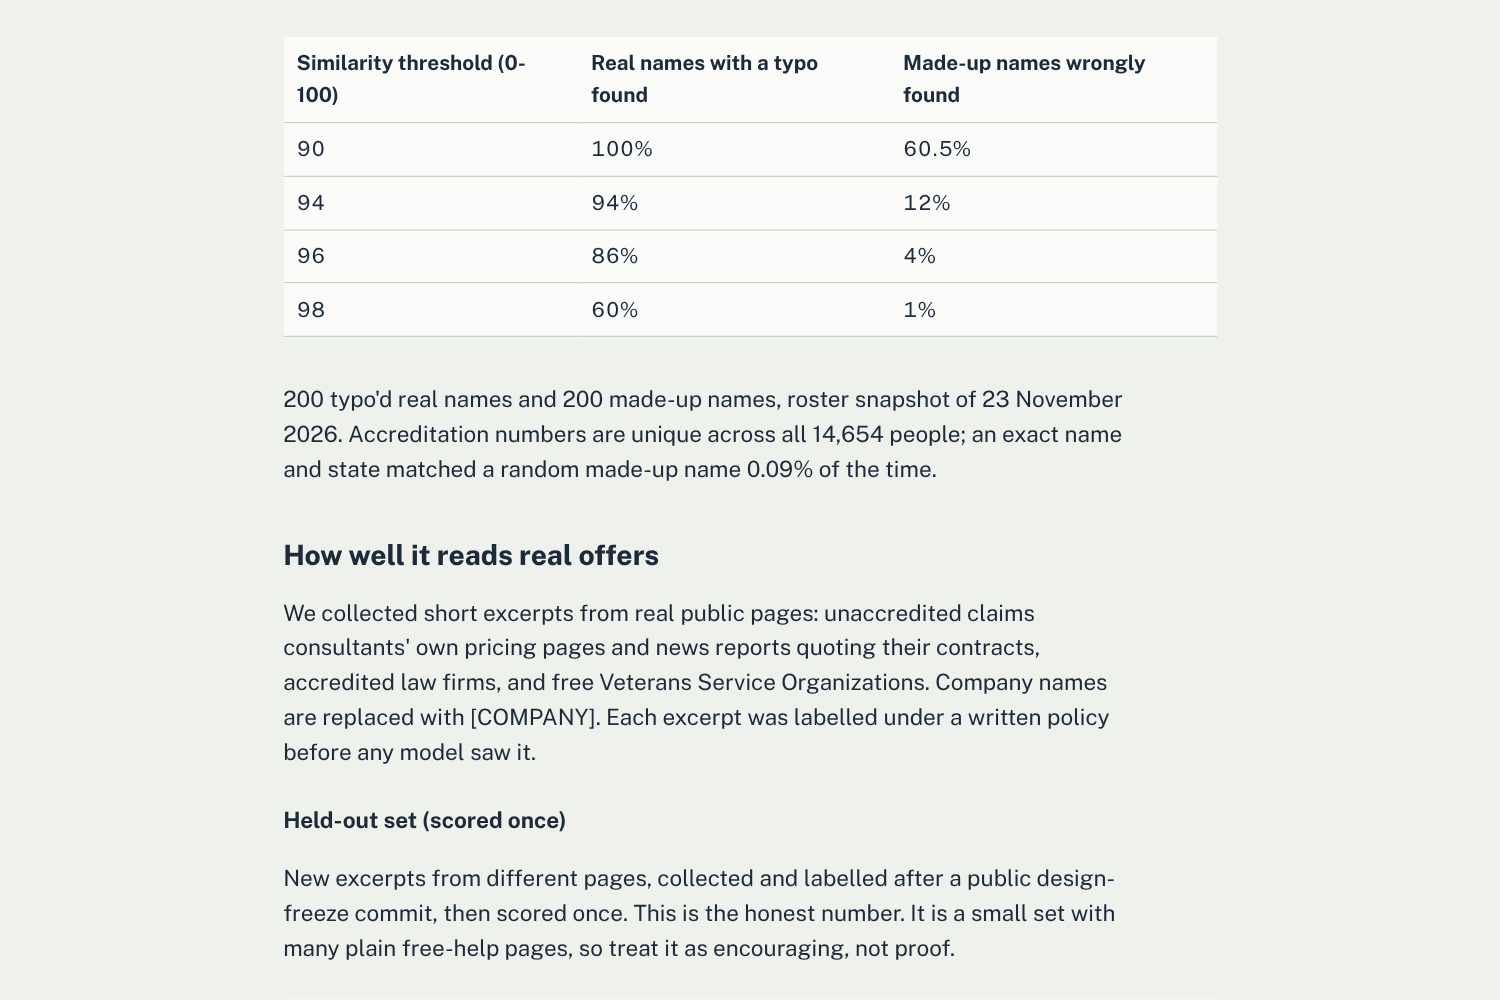 Similarity threshold (0-
100)
Real names with a typo
found
Made-up names wrongly
found
90 100% 60.5%
94 94% 12%
96 86% 4%
98 60% 1%
200 typo'd real names and 200 made-up names, roster snapshot of 23 November
2026. Accreditation numbers are unique across all 14,654 people; an exact name
and state matched a random made-up name 0.09% of the time.
How well it reads real offers
We collected short excerpts from real public pages: unaccredited claims
consultants' own pricing pages and news reports quoting their contracts,
accredited law firms, and free Veterans Service Organizations. Company names
are replaced with [COMPANY]. Each excerpt was labelled under a written policy
before any model saw it.
Held-out set (scored once)
New excerpts from different pages, collected and labelled after a public design-
freeze commit, then scored once. This is the honest number. It is a small set with
many plain free-help pages, so treat it as encouraging, not proof.